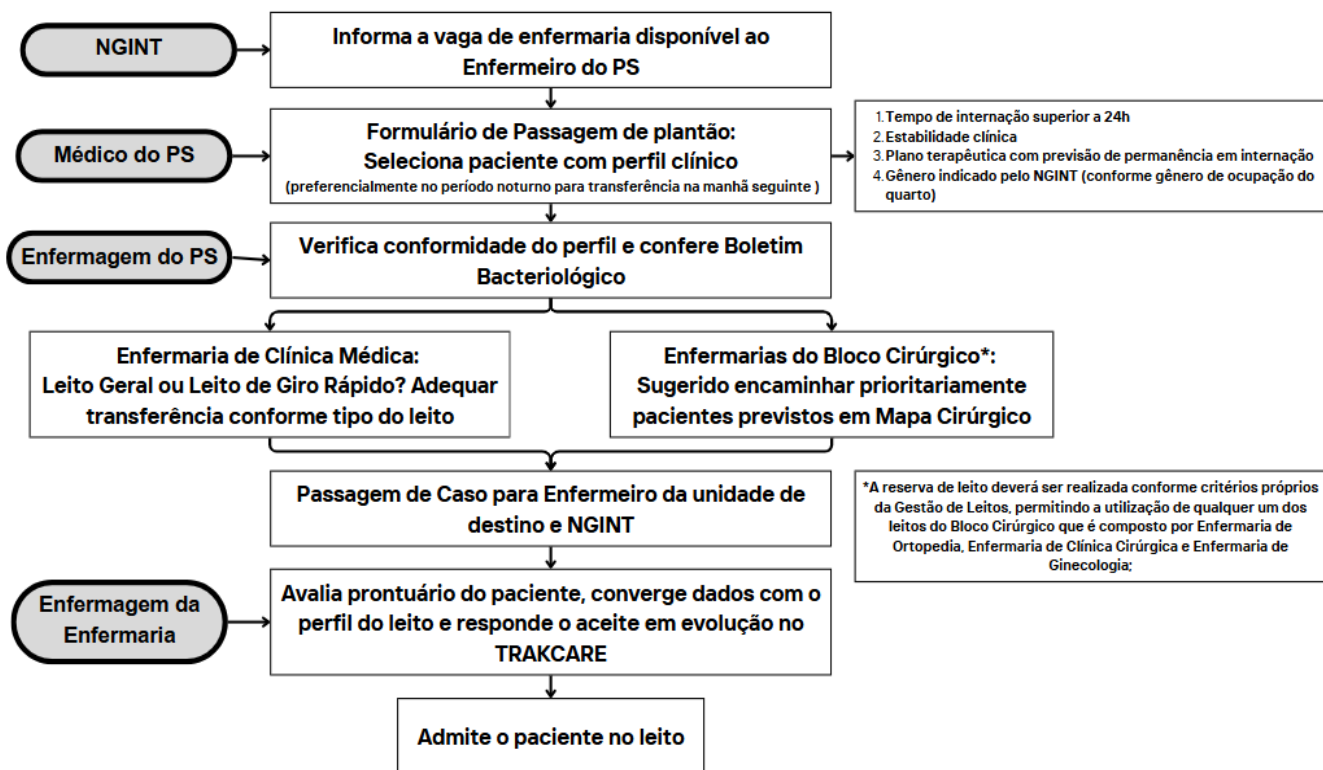 NGINT
Informa a vaga de enfermaria disponível ao
Enfermeiro do PS
Médico do PS
Formulário de Passagem de plantão:
Seleciona paciente com perfil clínico
(preferencialmente no período noturno para transferência na manhã seguinte )
1. Tempo de internação superior a 24h
2. Estabilidade clínica
3. Plano terapêutica com previsão de permanência em internação
4. Gênero indicado pelo NGINT (conforme gênero de ocupação do
quarto)
Enfermagem do PS
Verifica conformidade do perfil e confere Boletim
Bacteriológico
Enfermaria de Clínica Médica:
Leito Geral ou Leito de Giro Rápido? Adequar
transferência conforme tipo do leito
Enfermarias do Bloco Cirúrgico*:
Sugerido encaminhar prioritariamente
pacientes previstos em Mapa Cirúrgico
Passagem de Caso para Enfermeiro da unidade de
destino e NGINT
*A reserva de leito deverá ser realizada conforme critérios próprios
da Gestão de Leitos, permitindo a utilização de qualquer um dos
leitos do Bloco Cirúrgico que é composto por Enfermaria de
Ortopedia, Enfermaria de Clínica Cirúrgica e Enfermaria de
Ginecologia;
Enfermagem da
Enfermaria
Avalia prontuário do paciente, converge dados com o
perfil do leito e responde o aceite em evolução no
TRAKCARE
Admite o paciente no leito